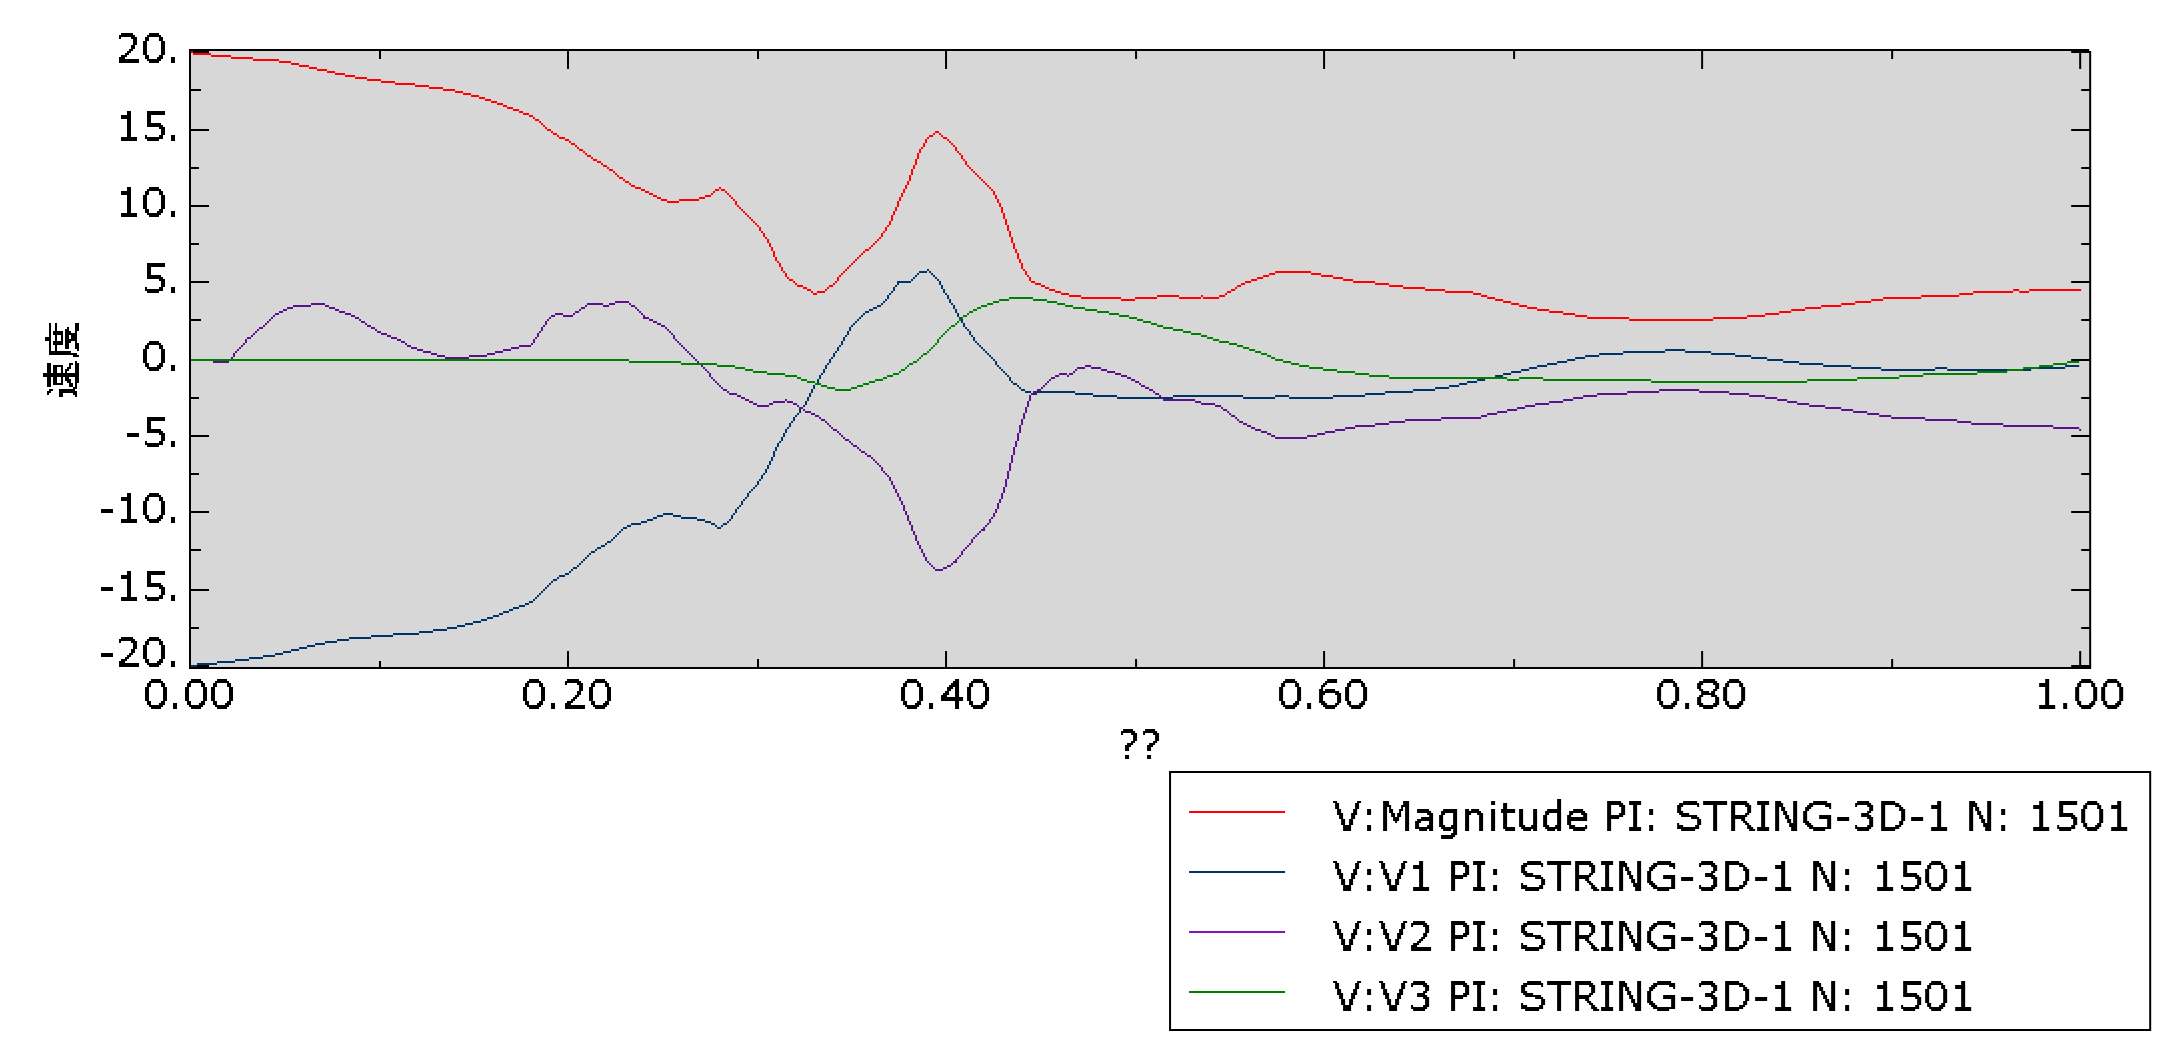 20.
15.
10.
5.
0.
-5.
-10.
-15.
-20.
速度
0.00 0.20 0.40 0.60 0.80 1.00
??
V:Magnitude PI: STRING-3D-1 N: 1501
V:V1 PI: STRING-3D-1 N: 1501
V:V2 PI: STRING-3D-1 N: 1501
V:V3 PI: STRING-3D-1 N: 1501